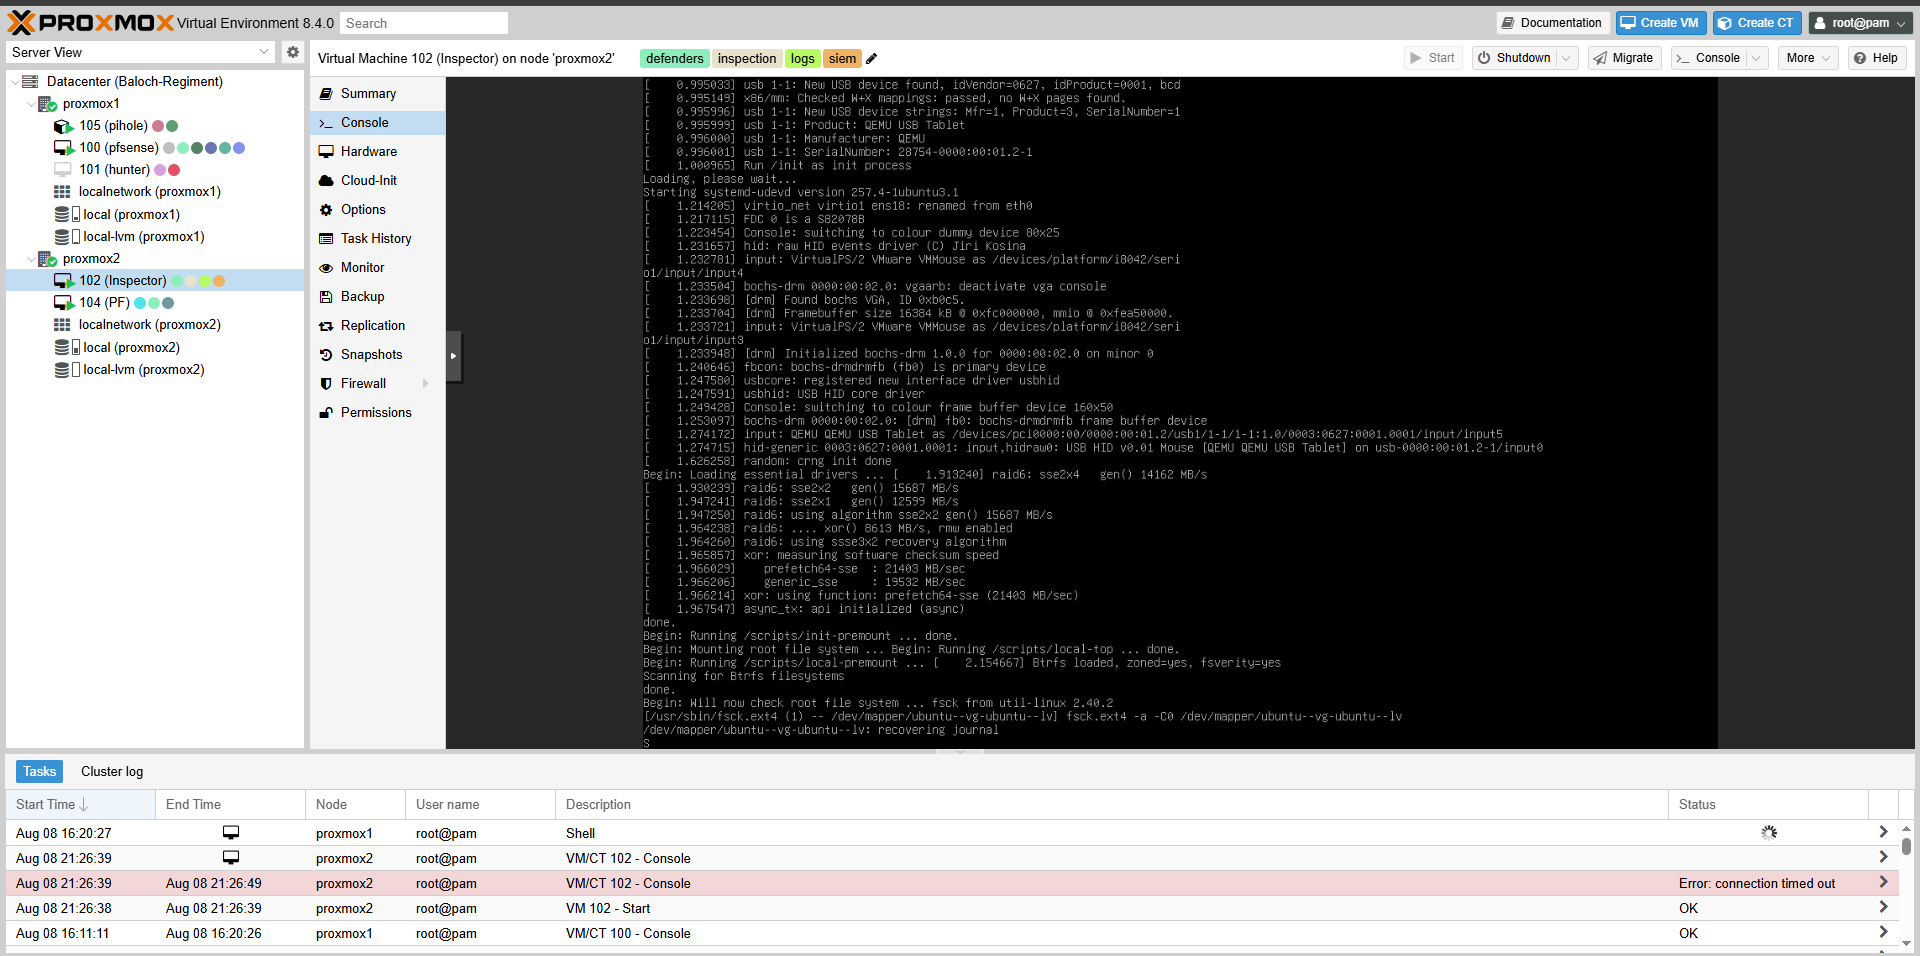 PROXMOX Virtual Environment 8.4.0 Search Documentation Create VM Create CT root@pam
Server View
Datacenter (Baloch-Regiment)
proxmox1
105 (pihole)
100 (pfsense)
101 (hunter)
localnetwork (proxmox1)
local (proxmox1)
local-lvm (proxmox1)
proxmox2
102 (Inspector)
104 (PF)
localnetwork (proxmox2)
local (proxmox2)
local-lvm (proxmox2)
Virtual Machine 102 (Inspector) on node 'proxmox2' defenders inspection logs siem Start Shutdown Migrate >_ Console More Help
Summary
>_ Console
Hardware
Cloud-Init
Options
Task History
Monitor
Backup
Replication
Snapshots
Firewall
Permissions
[    0.995033] usb 1-1: New USB device found, idVendor=0627, idProduct=0001, bcd
[    0.995149] x86/mm: Checked W+X mappings: passed, no W+X pages found.
[    0.995996] usb 1-1: New USB device strings: Mfr=1, Product=3, SerialNumber=1
[    0.995999] usb 1-1: Product: QEMU USB Tablet
[    0.996000] usb 1-1: Manufacturer: QEMU
[    0.996001] usb 1-1: SerialNumber: 28754-0000:00:01.2-1
[    1.000965] Run /init as init process
Loading, please wait...
Starting systemd-udevd version 257.4-1ubuntu3.1
[    1.214205] virtio_net virtio1 ens18: renamed from eth0
[    1.217115] FDC 0 is a S82078B
[    1.223454] Console: switching to colour dummy device 80x25
[    1.231657] hid: raw HID events driver (C) Jiri Kosina
[    1.232781] input: VirtualPS/2 VMware VMMouse as /devices/platform/i8042/seri
o1/input/input4
[    1.233504] bochs-drm 0000:00:02.0: vgaarb: deactivate vga console
[    1.233698] [drm] Found bochs VGA, ID 0xb0c5.
[    1.233704] [drm] Framebuffer size 16384 kB @ 0xfc000000, mmio @ 0xfea50000.
[    1.233721] input: VirtualPS/2 VMware VMMouse as /devices/platform/i8042/seri
o1/input/input3
[    1.233948] [drm] Initialized bochs-drm 1.0.0 for 0000:00:02.0 on minor 0
[    1.240646] fbcon: bochs-drmdrmfb (fb0) is primary device
[    1.247580] usbcore: registered new interface driver usbhid
[    1.247591] usbhid: USB HID core driver
[    1.249428] Console: switching to colour frame buffer device 160x50
[    1.253097] bochs-drm 0000:00:02.0: [drm] fb0: bochs-drmdrmfb frame buffer device
[    1.274172] input: QEMU QEMU USB Tablet as /devices/pci0000:00/0000:00:01.2/usb1/1-1/1-1:1.0/0003:0627:0001.0001/input/input5
[    1.274715] hid-generic 0003:0627:0001.0001: input,hidraw0: USB HID v0.01 Mouse [QEMU QEMU USB Tablet] on usb-0000:00:01.2-1/input0
[    1.626258] random: crng init done
Begin: Loading essential drivers ... [    1.913240] raid6: sse2x4   gen() 14162 MB/s
[    1.930239] raid6: sse2x2   gen() 15687 MB/s
[    1.947241] raid6: sse2x1   gen() 12599 MB/s
[    1.947250] raid6: using algorithm sse2x2 gen() 15687 MB/s
[    1.964238] raid6: .... xor() 8613 MB/s, rmw enabled
[    1.964260] raid6: using ssse3x2 recovery algorithm
[    1.965857] xor: measuring software checksum speed
[    1.966029]    prefetch64-sse  : 21403 MB/sec
[    1.966206]    generic_sse     : 19532 MB/sec
[    1.966214] xor: using function: prefetch64-sse (21403 MB/sec)
[    1.967547] async_tx: api initialized (async)
done.
Begin: Running /scripts/init-premount ... done.
Begin: Mounting root file system ... Begin: Running /scripts/local-top ... done.
Begin: Running /scripts/local-premount ... [    2.154667] Btrfs loaded, zoned=yes, fsverity=yes
Scanning for Btrfs filesystems
done.
Begin: Will now check root file system ... fsck from util-linux 2.40.2
[/usr/sbin/fsck.ext4 (1) -- /dev/mapper/ubuntu--vg-ubuntu--lv] fsck.ext4 -a -C0 /dev/mapper/ubuntu--vg-ubuntu--lv
/dev/mapper/ubuntu--vg-ubuntu--lv: recovering journal
S
Tasks Cluster log
Start Time End Time Node User name Description Status
Aug 08 16:20:27 proxmox1 root@pam Shell
Aug 08 21:26:39 proxmox2 root@pam VM/CT 102 - Console
Aug 08 21:26:39 Aug 08 21:26:49 proxmox2 root@pam VM/CT 102 - Console Error: connection timed out
Aug 08 21:26:38 Aug 08 21:26:39 proxmox2 root@pam VM 102 - Start OK
Aug 08 16:11:11 Aug 08 16:20:26 proxmox1 root@pam VM/CT 100 - Console OK